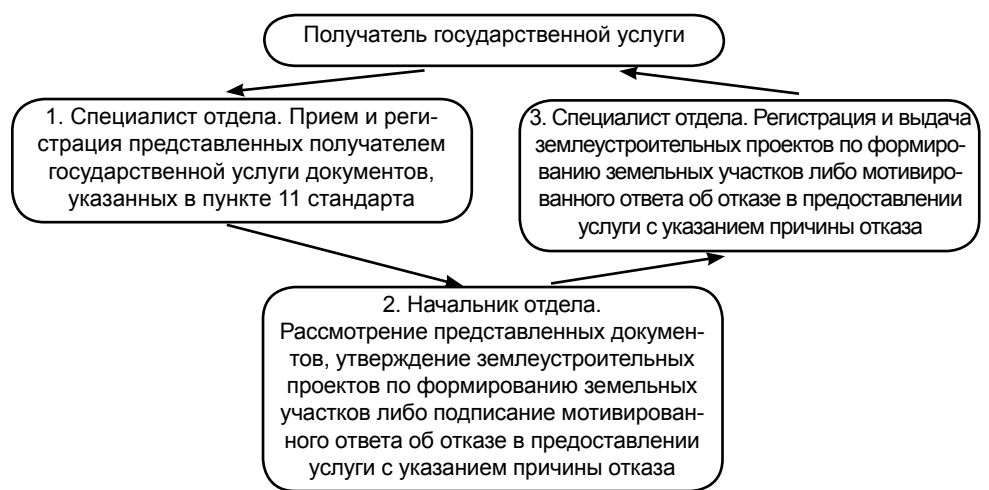 Получатель государственной услуги
1. Специалист отдела. Прием и реги-
страция представленных получателем
государственной услуги документов,
указанных в пункте 11 стандарта
3. Специалист отдела. Регистрация и выдача
землеустроительных проектов по формиро-
ванию земельных участков либо мотивиро-
ванного ответа об отказе в предоставлении
услуги с указанием причины отказа
2. Начальник отдела.
Рассмотрение представленных докумен-
тов, утверждение землеустроительных
проектов по формированию земельных
участков либо подписание мотивирован-
ного ответа об отказе в предоставлении
услуги с указанием причины отказа